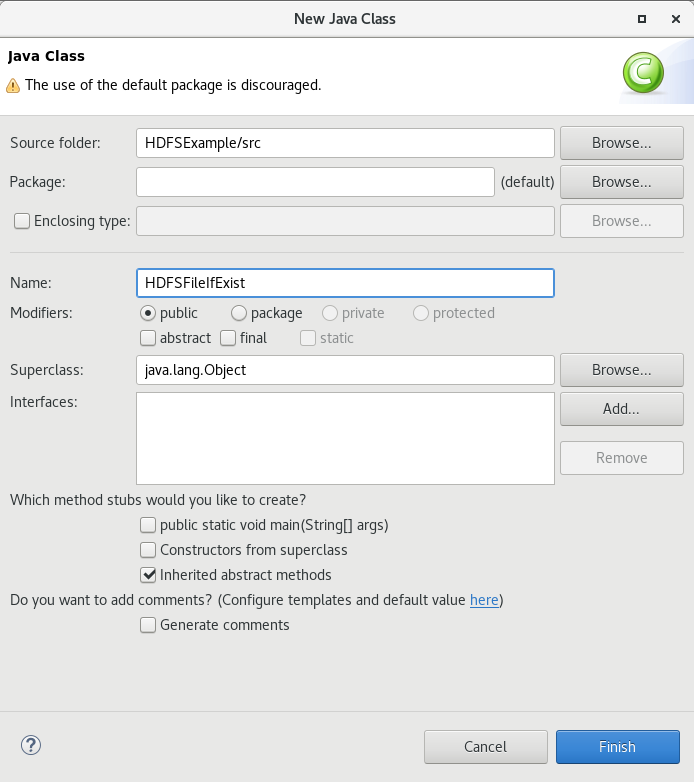 New Java Class
Java Class
The use of the default package is discouraged.
C
Source folder: HDFSExample/src Browse...
Package: (default) Browse...
Enclosing type: Browse...
Name: HDFSFileIfExist
Modifiers: public package private protected
abstract final static
Superclass: java.lang.Object Browse...
Interfaces: Add...
Remove
Which method stubs would you like to create?
public static void main(String[] args)
Constructors from superclass
Inherited abstract methods
Do you want to add comments? (Configure templates and default value here)
Generate comments
? Cancel Finish